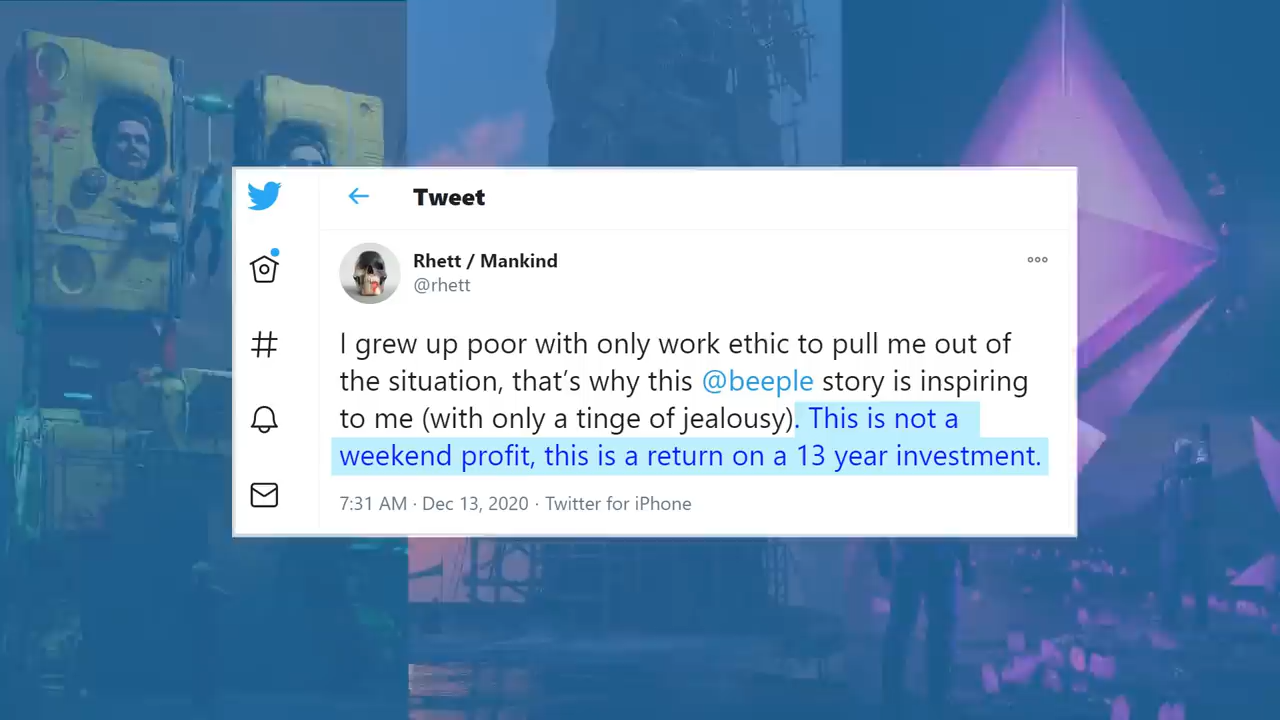 Tweet
Rhett / Mankind
@rhett
I grew up poor with only work ethic to pull me out of
the situation, that’s why this @beeple story is inspiring
to me (with only a tinge of jealousy). This is not a
weekend profit, this is a return on a 13 year investment.
7:31 AM · Dec 13, 2020 · Twitter for iPhone